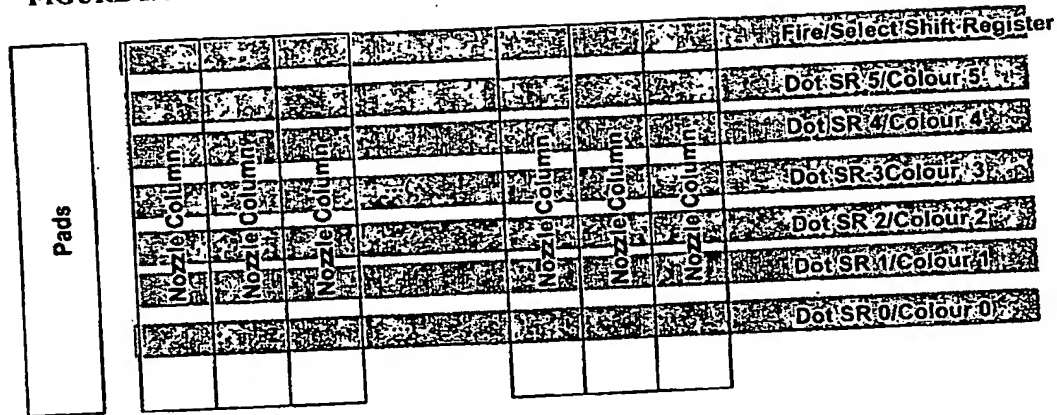 FIGURE
Fire/Select Shift Register
Dot SR 5/Colour 5
Dot SR 4/Colour 4
Dot SR 3Colour 3
Dot SR 2/Colour 2
Dot SR 1/Colour 1
Dot SR 0/Colour 0
Pads
Nozzle Column
Nozzle Column
Nozzle Column
Nozzle Column
Nozzle Column
Nozzle Column